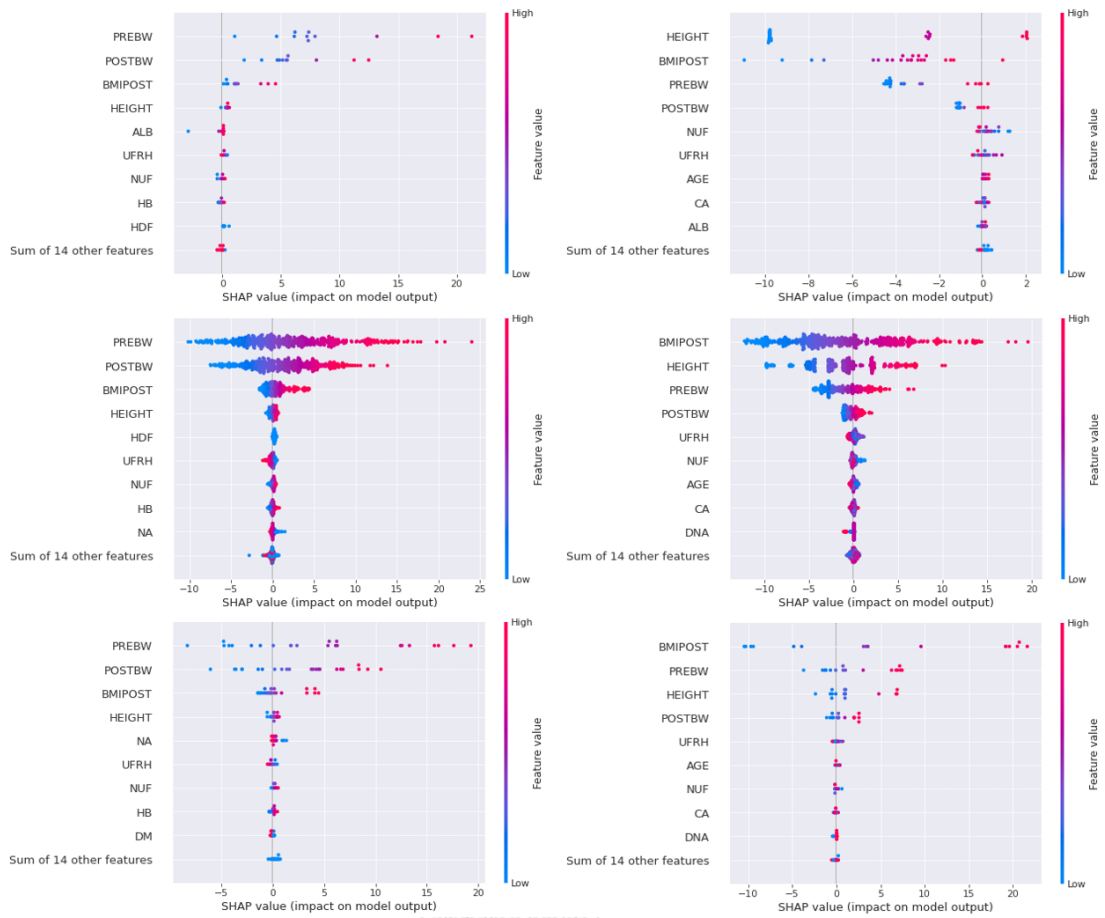 High
PREBW
POSTBW
BMIPOST
HEIGHT
ALB
UFRH
NUF
HB
HDF
Sum of 14 other features
Feature value
Low
0 5 10 15 20
SHAP value (impact on model output)
High
HEIGHT
BMIPOST
PREBW
POSTBW
NUF
UFRH
AGE
CA
ALB
Sum of 14 other features
Feature value
Low
−10 −8 −6 −4 −2 0 2
SHAP value (impact on model output)
High
PREBW
POSTBW
BMIPOST
HEIGHT
HDF
UFRH
NUF
HB
NA
Sum of 14 other features
Feature value
Low
−10 −5 0 5 10 15 20 25
SHAP value (impact on model output)
High
BMIPOST
HEIGHT
PREBW
POSTBW
UFRH
NUF
AGE
CA
DNA
Sum of 14 other features
Feature value
Low
−10 −5 0 5 10 15 20
SHAP value (impact on model output)
High
PREBW
POSTBW
BMIPOST
HEIGHT
NA
UFRH
NUF
HB
DM
Sum of 14 other features
Feature value
Low
−5 0 5 10 15 20
SHAP value (impact on model output)
High
BMIPOST
PREBW
HEIGHT
POSTBW
UFRH
AGE
NUF
CA
DNA
Sum of 14 other features
Feature value
Low
−10 −5 0 5 10 15 20
SHAP value (impact on model output)